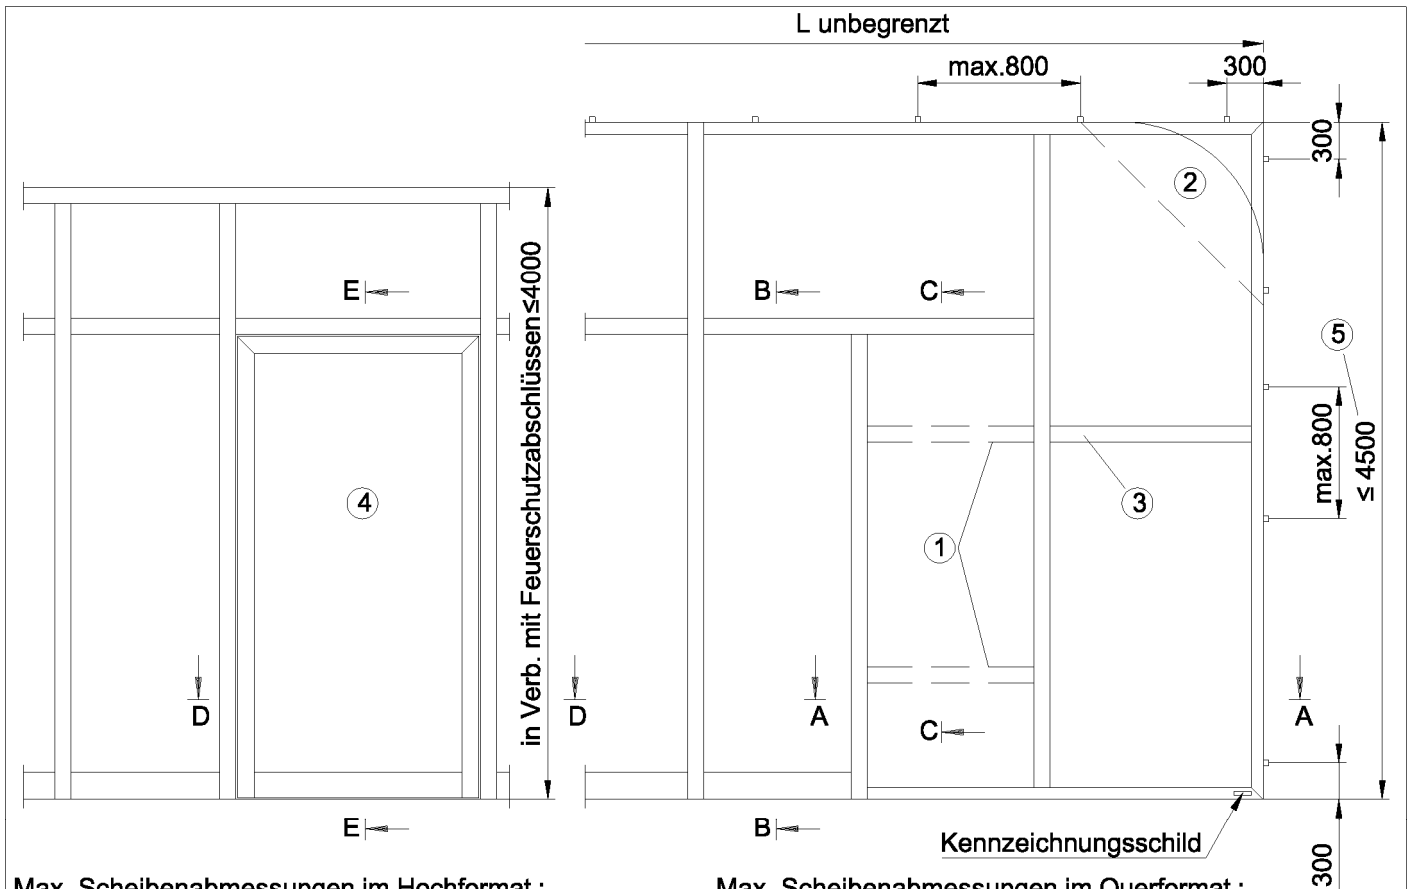 L unbegrenzt
max.800
300
300
2
in Verb. mit Feuerschutzabschlüssen ≤4000
E
B
C
5
max.800
≤ 4500
4
3
1
D
D
A
A
C
E
B
Kennzeichnungsschild
300
Max. Scheibenabmessungen im Hochformat :
Max. Scheibenabmessungen im Querformat :